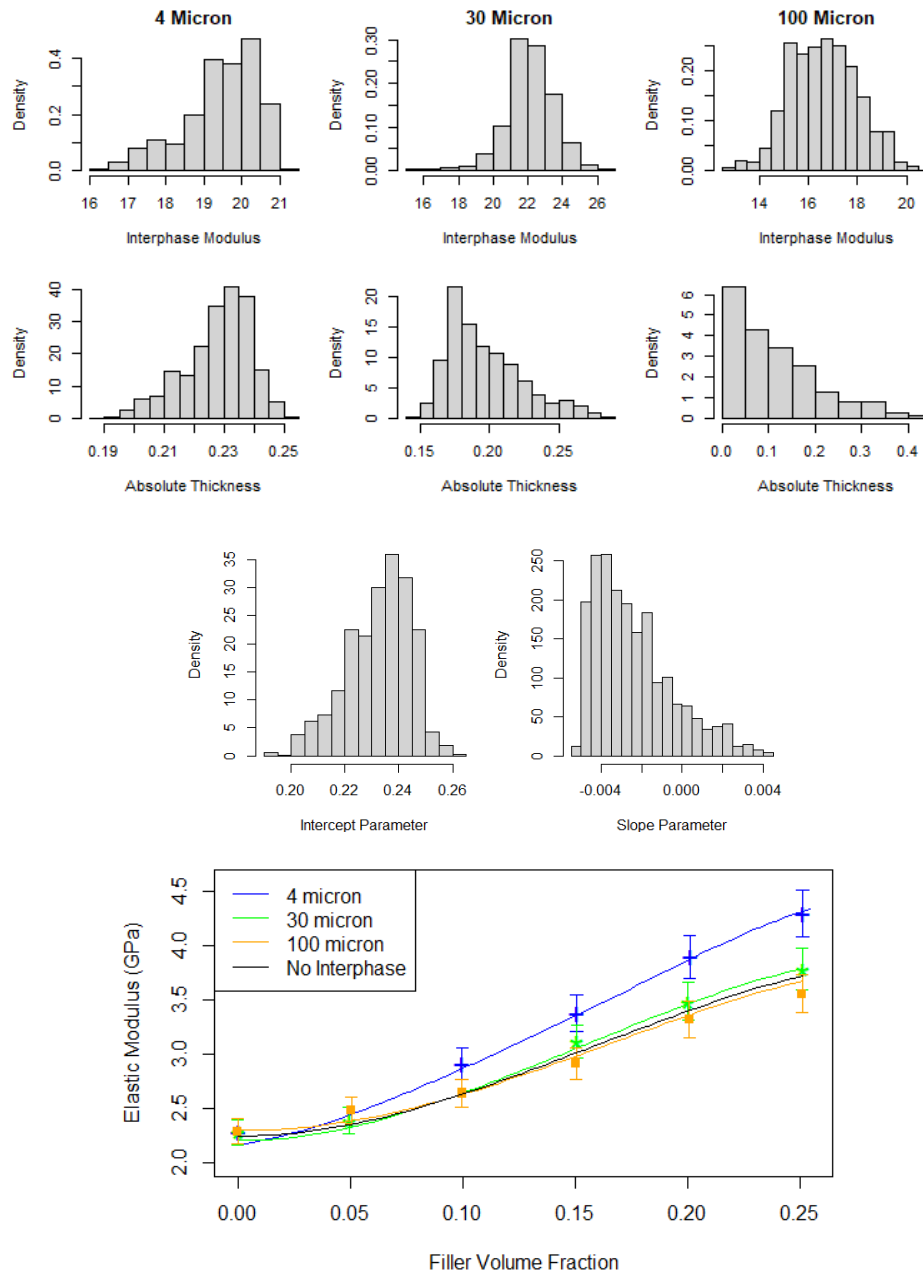 4 Micron
30 Micron
100 Micron
Density
0.0 0.2 0.4
16 17 18 19 20 21
Interphase Modulus
Density
0.00 0.10 0.20 0.30
16 18 20 22 24 26
Interphase Modulus
Density
0.00 0.10 0.20
14 16 18 20
Interphase Modulus
Density
0 10 20 30 40
0.19 0.21 0.23 0.25
Absolute Thickness
Density
0 5 10 15 20
0.15 0.20 0.25
Absolute Thickness
Density
0 1 2 3 4 5 6
0.0 0.1 0.2 0.3 0.4
Absolute Thickness
Density
0 5 10 15 20 25 30 35
0.20 0.22 0.24 0.26
Intercept Parameter
Density
0 50 100 150 200 250
-0.004 0.000 0.004
Slope Parameter
Elastic Modulus (GPa)
2.0 2.5 3.0 3.5 4.0 4.5
4 micron
30 micron
100 micron
No Interphase
0.00 0.05 0.10 0.15 0.20 0.25
Filler Volume Fraction